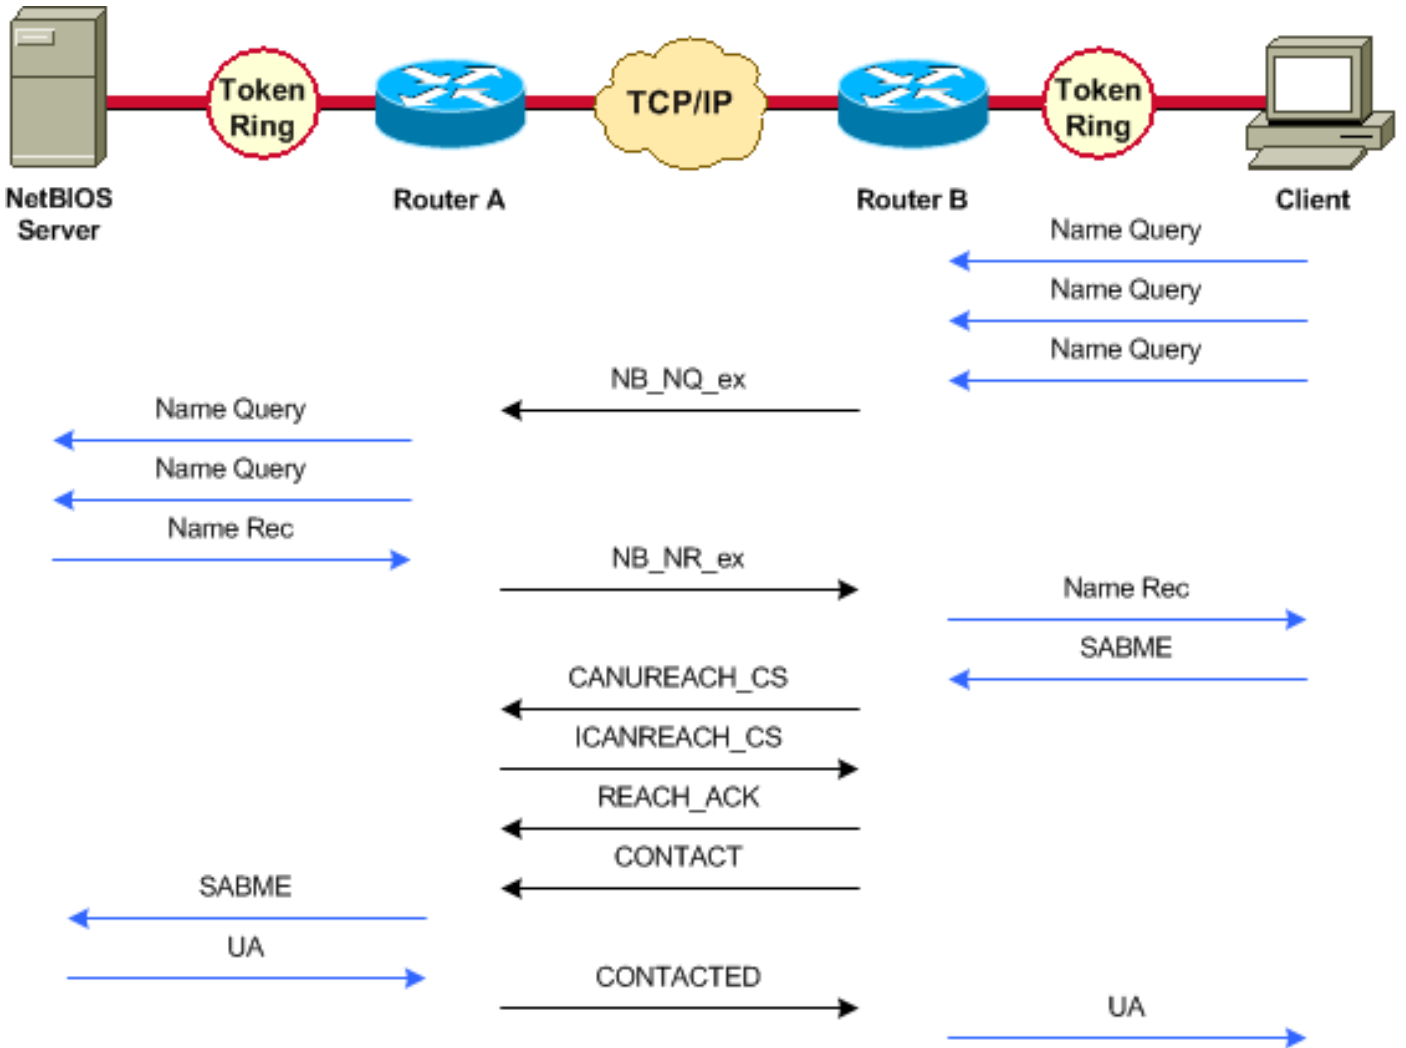 Token
Ring
TCP/IP
Token
Ring
NetBIOS
Server
Router A
Router B
Client
Name Query
Name Query
Name Query
NB_NQ_ex
Name Query
Name Query
Name Rec
NB_NR_ex
Name Rec
SABME
CANUREACH_CS
ICANREACH_CS
REACH_ACK
CONTACT
SABME
UA
CONTACTED
UA